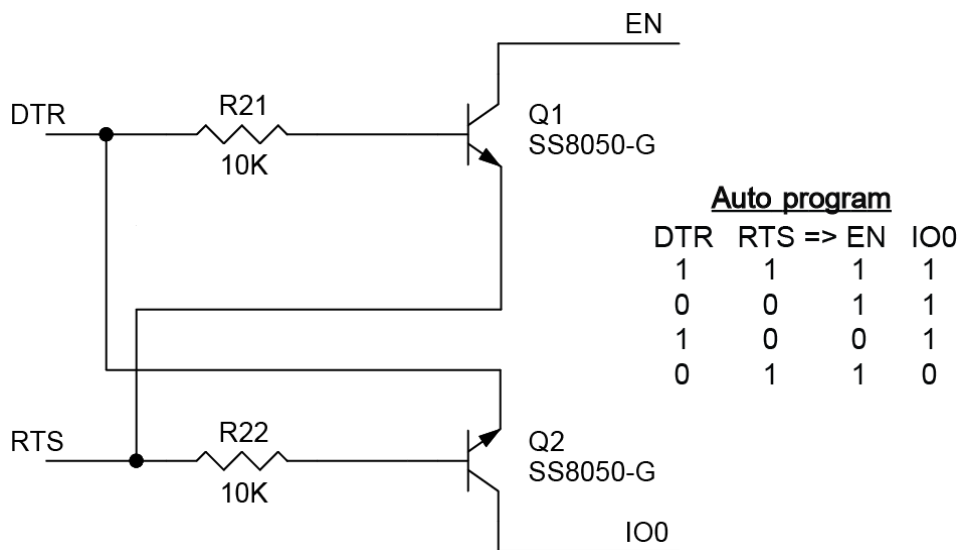 EN
DTR
R21
10K
Q1
SS8050-G
Auto program
DTR RTS => EN IO0
1 1 1 1
0 0 1 1
1 0 0 1
0 1 1 0
RTS
R22
10K
Q2
SS8050-G
IO0